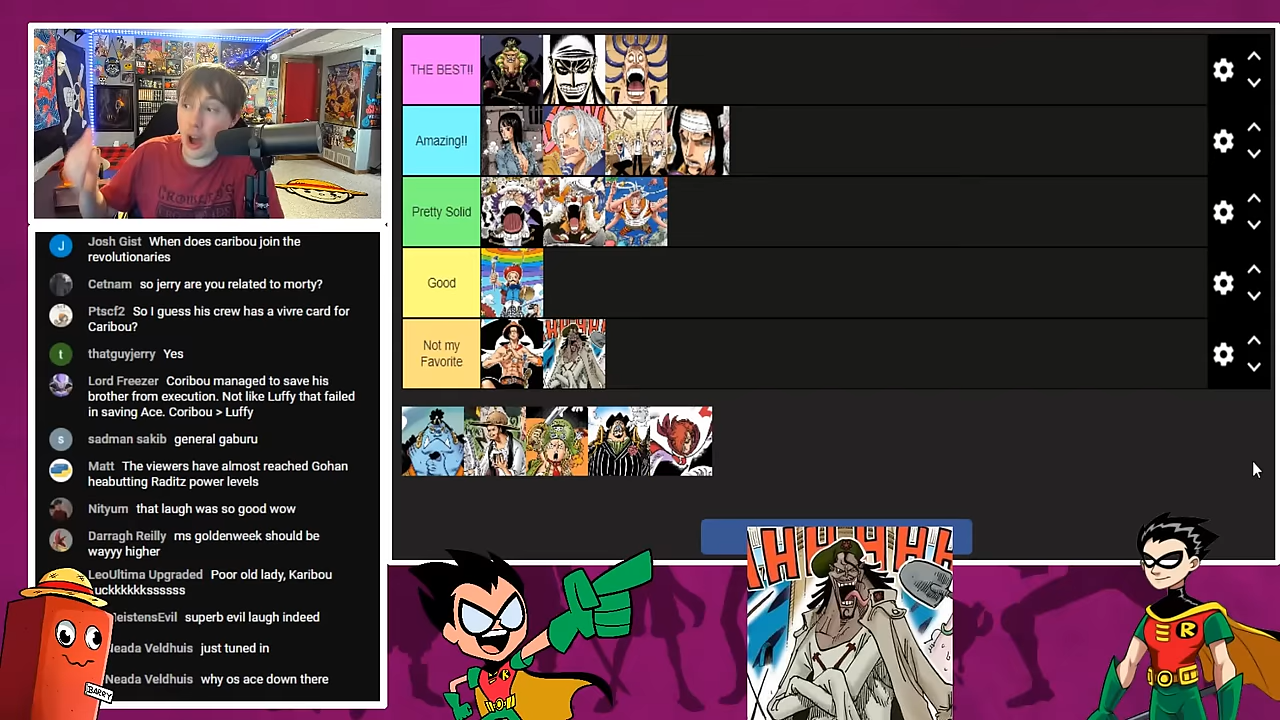 THE BEST!!
Amazing!!
Pretty Solid
Good
Not my
Favorite
J Josh Gist When does caribou join the
revolutionaries
Cetnam so jerry are you related to morty?
Ptscf2 So I guess his crew has a vivre card for
Caribou?
t thatguyjerry Yes
Lord Freezer Coribou managed to save his
brother from execution. Not like Luffy that failed
in saving Ace. Coribou > Luffy
s sadman sakib general gaburu
Matt The viewers have almost reached Gohan
heabutting Raditz power levels
Nityum that laugh was so good wow
Darragh Reilly ms goldenweek should be
wayyy higher
LeoUltima Upgraded Poor old lady, Karibou
uckkkkkssssss
eistensEvil superb evil laugh indeed
Neada Veldhuis just tuned in
Neada Veldhuis why os ace down there
BARRY
R
R